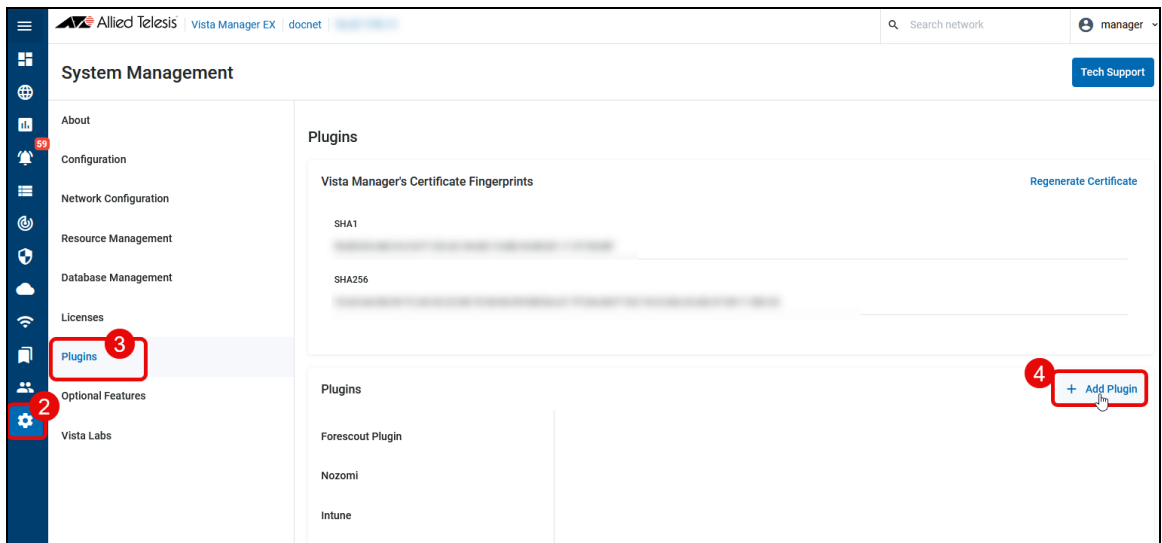 Allied Telesis Vista Manager EX docnet Search network manager
System Management Tech Support
About
59
Plugins
Configuration
Vista Manager's Certificate Fingerprints Regenerate Certificate
Network Configuration
SHA1
Resource Management
Database Management SHA256
Licenses
3
Plugins
4
Plugins + Add Plugin
2
Optional Features
Vista Labs Forescout Plugin
Nozomi
Intune